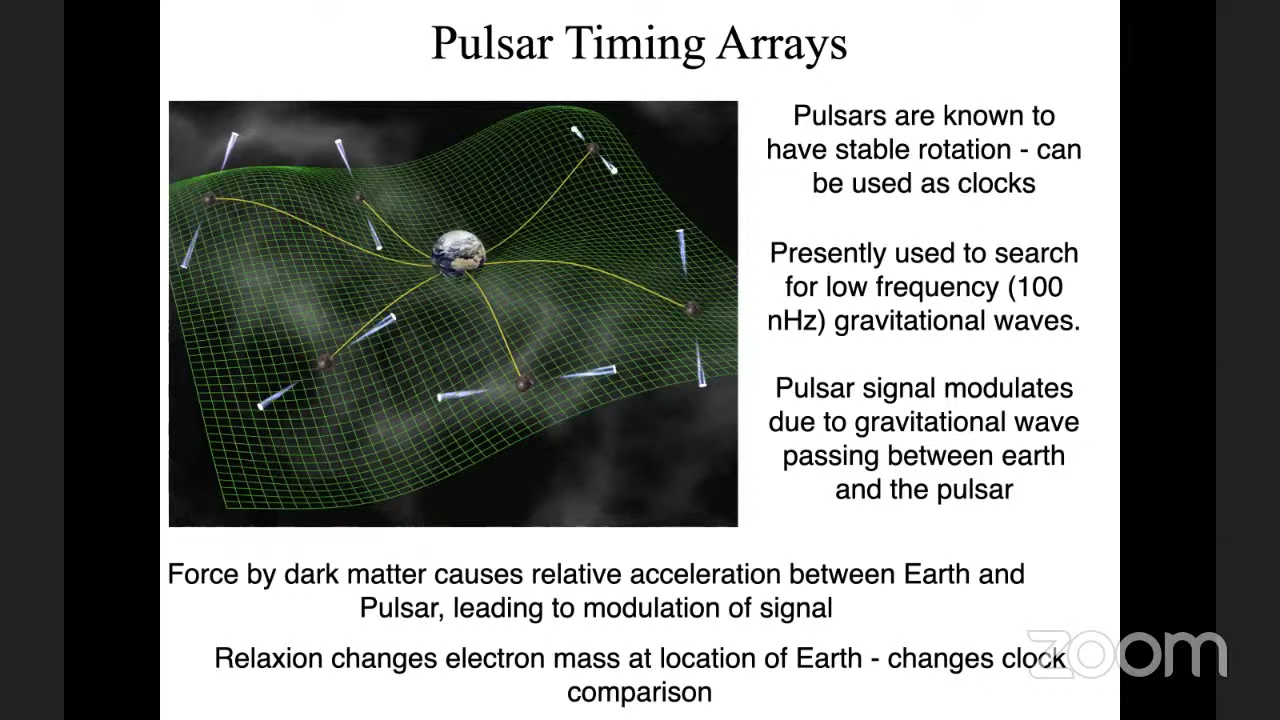 Pulsar Timing Arrays
Pulsars are known to
have stable rotation - can
be used as clocks
Presently used to search
for low frequency (100
nHz) gravitational waves.
Pulsar signal modulates
due to gravitational wave
passing between earth
and the pulsar
Force by dark matter causes relative acceleration between Earth and
Pulsar, leading to modulation of signal
Relaxion changes electron mass at location of Earth - changes clock
comparison
zoom